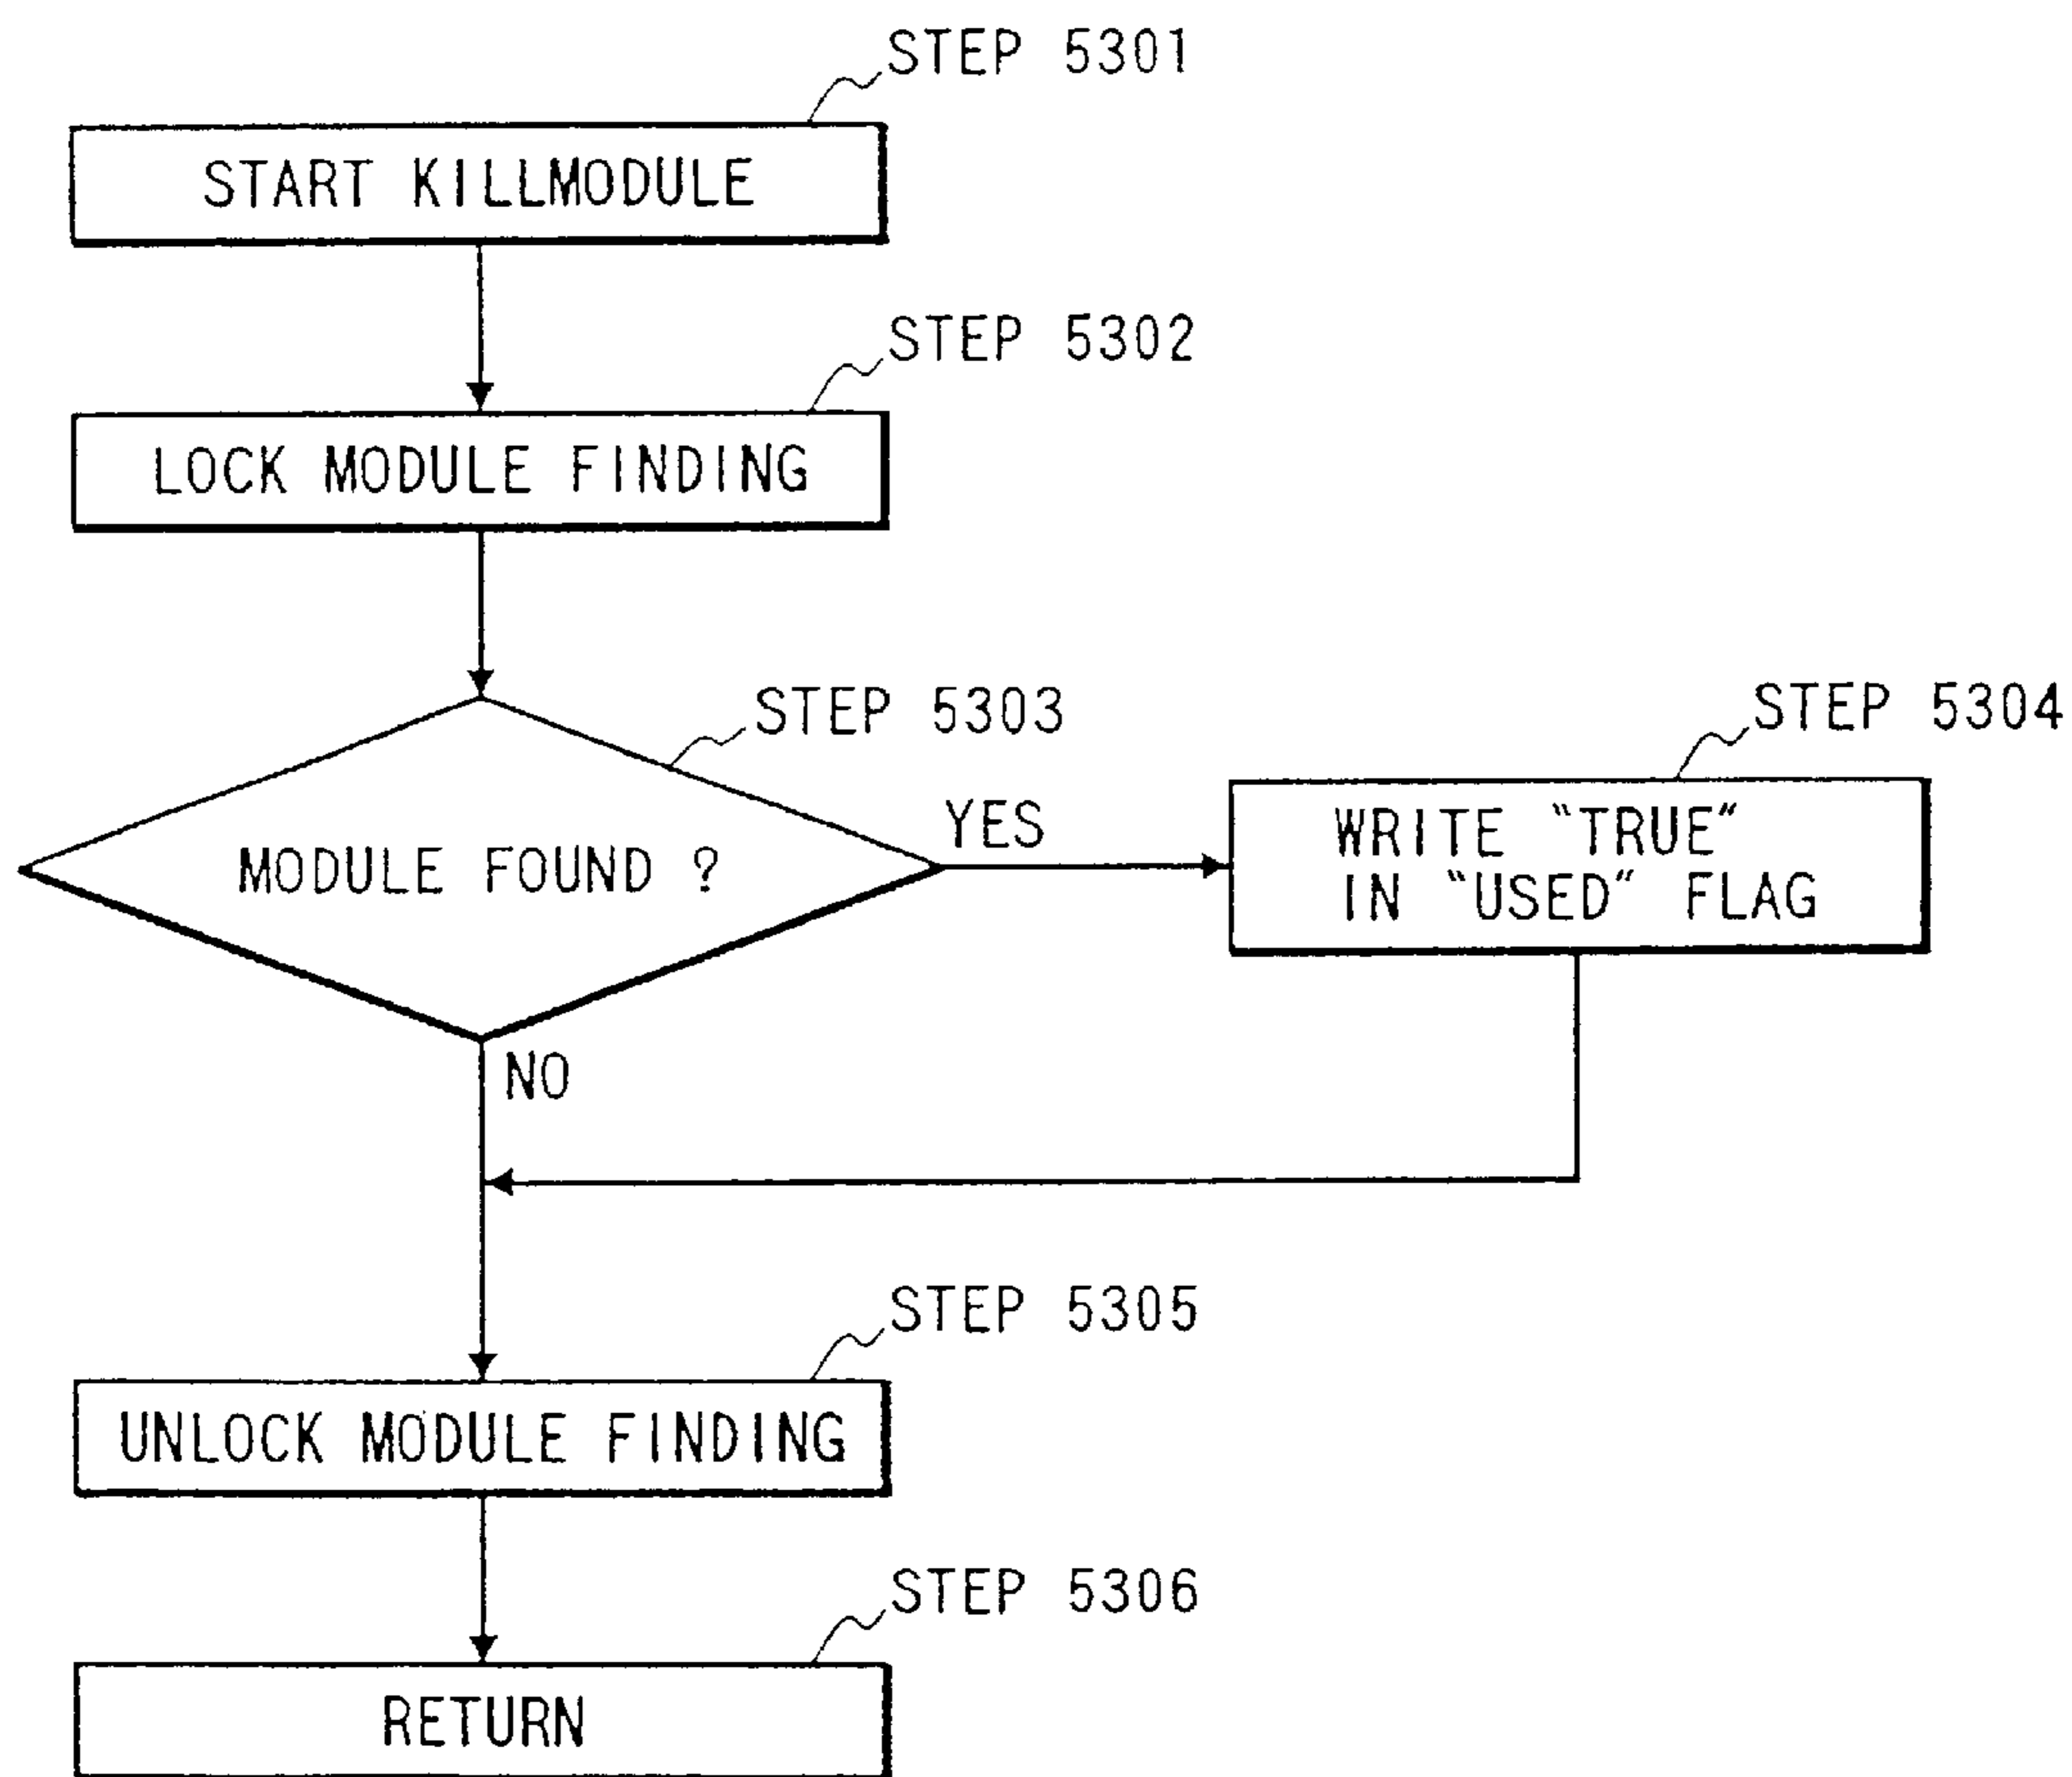 STEP 5301
START KILLMODULE
STEP 5302
LOCK MODULE FINDING
STEP 5303
STEP 5304
MODULE FOUND ?
YES
WRITE "TRUE"
IN "USED" FLAG
NO
STEP 5305
UNLOCK MODULE FINDING
STEP 5306
RETURN